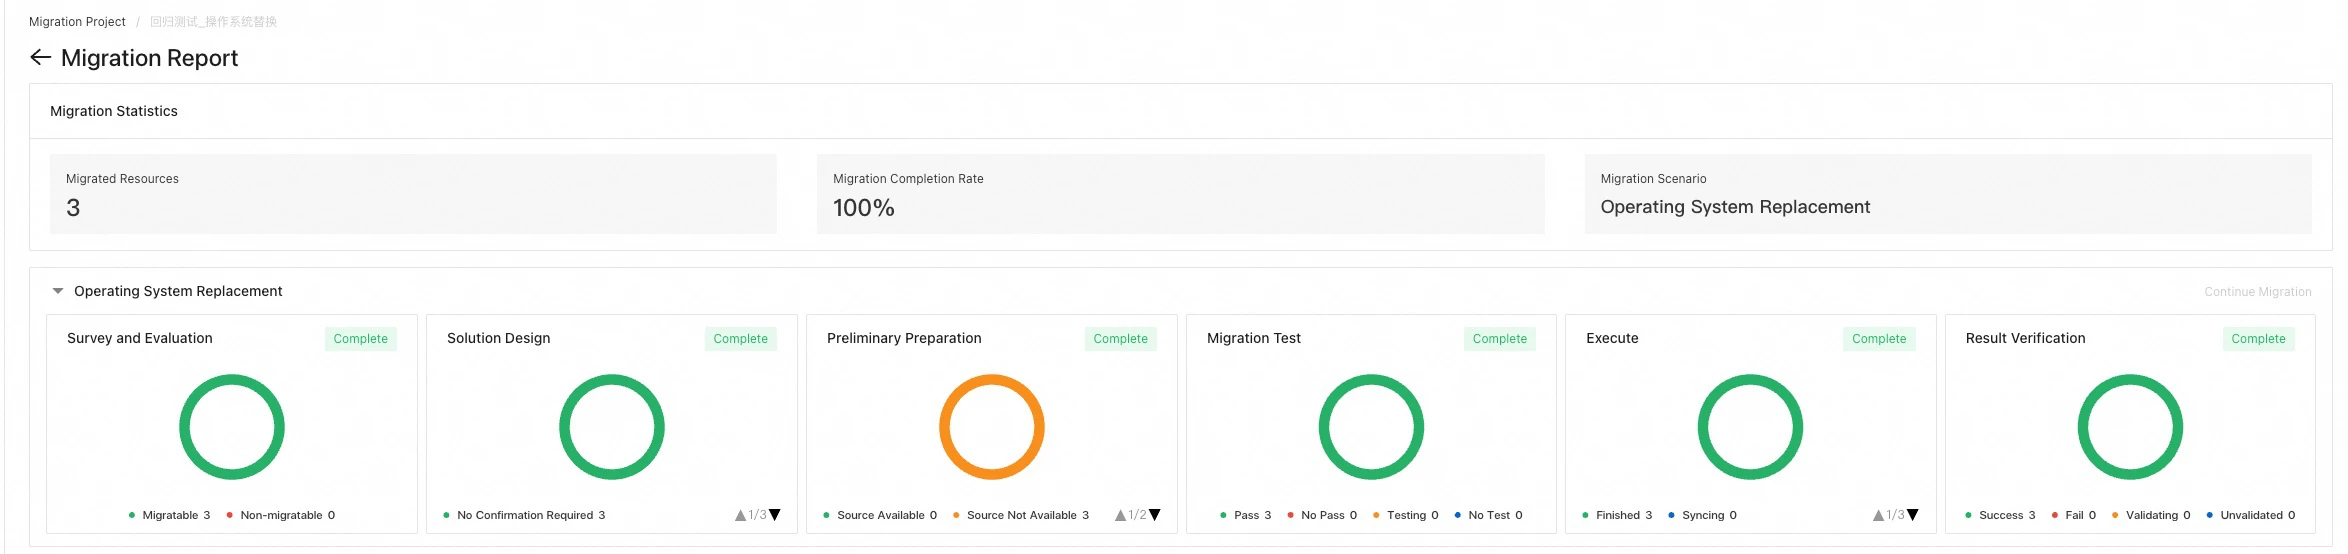 Migration Project / 回归测试_操作系统替换
← Migration Report
Migration Statistics
Migrated Resources
3
Migration Completion Rate
100%
Migration Scenario
Operating System Replacement
Operating System Replacement
Continue Migration
Survey and Evaluation Complete
Migratable 3 Non-migratable 0
Solution Design Complete
No Confirmation Required 3 1/3
Preliminary Preparation Complete
Source Available 0 Source Not Available 3 1/2
Migration Test Complete
Pass 3 No Pass 0 Testing 0 No Test 0
Execute Complete
Finished 3 Syncing 0 1/3
Result Verification Complete
Success 3 Fail 0 Validating 0 Unvalidated 0